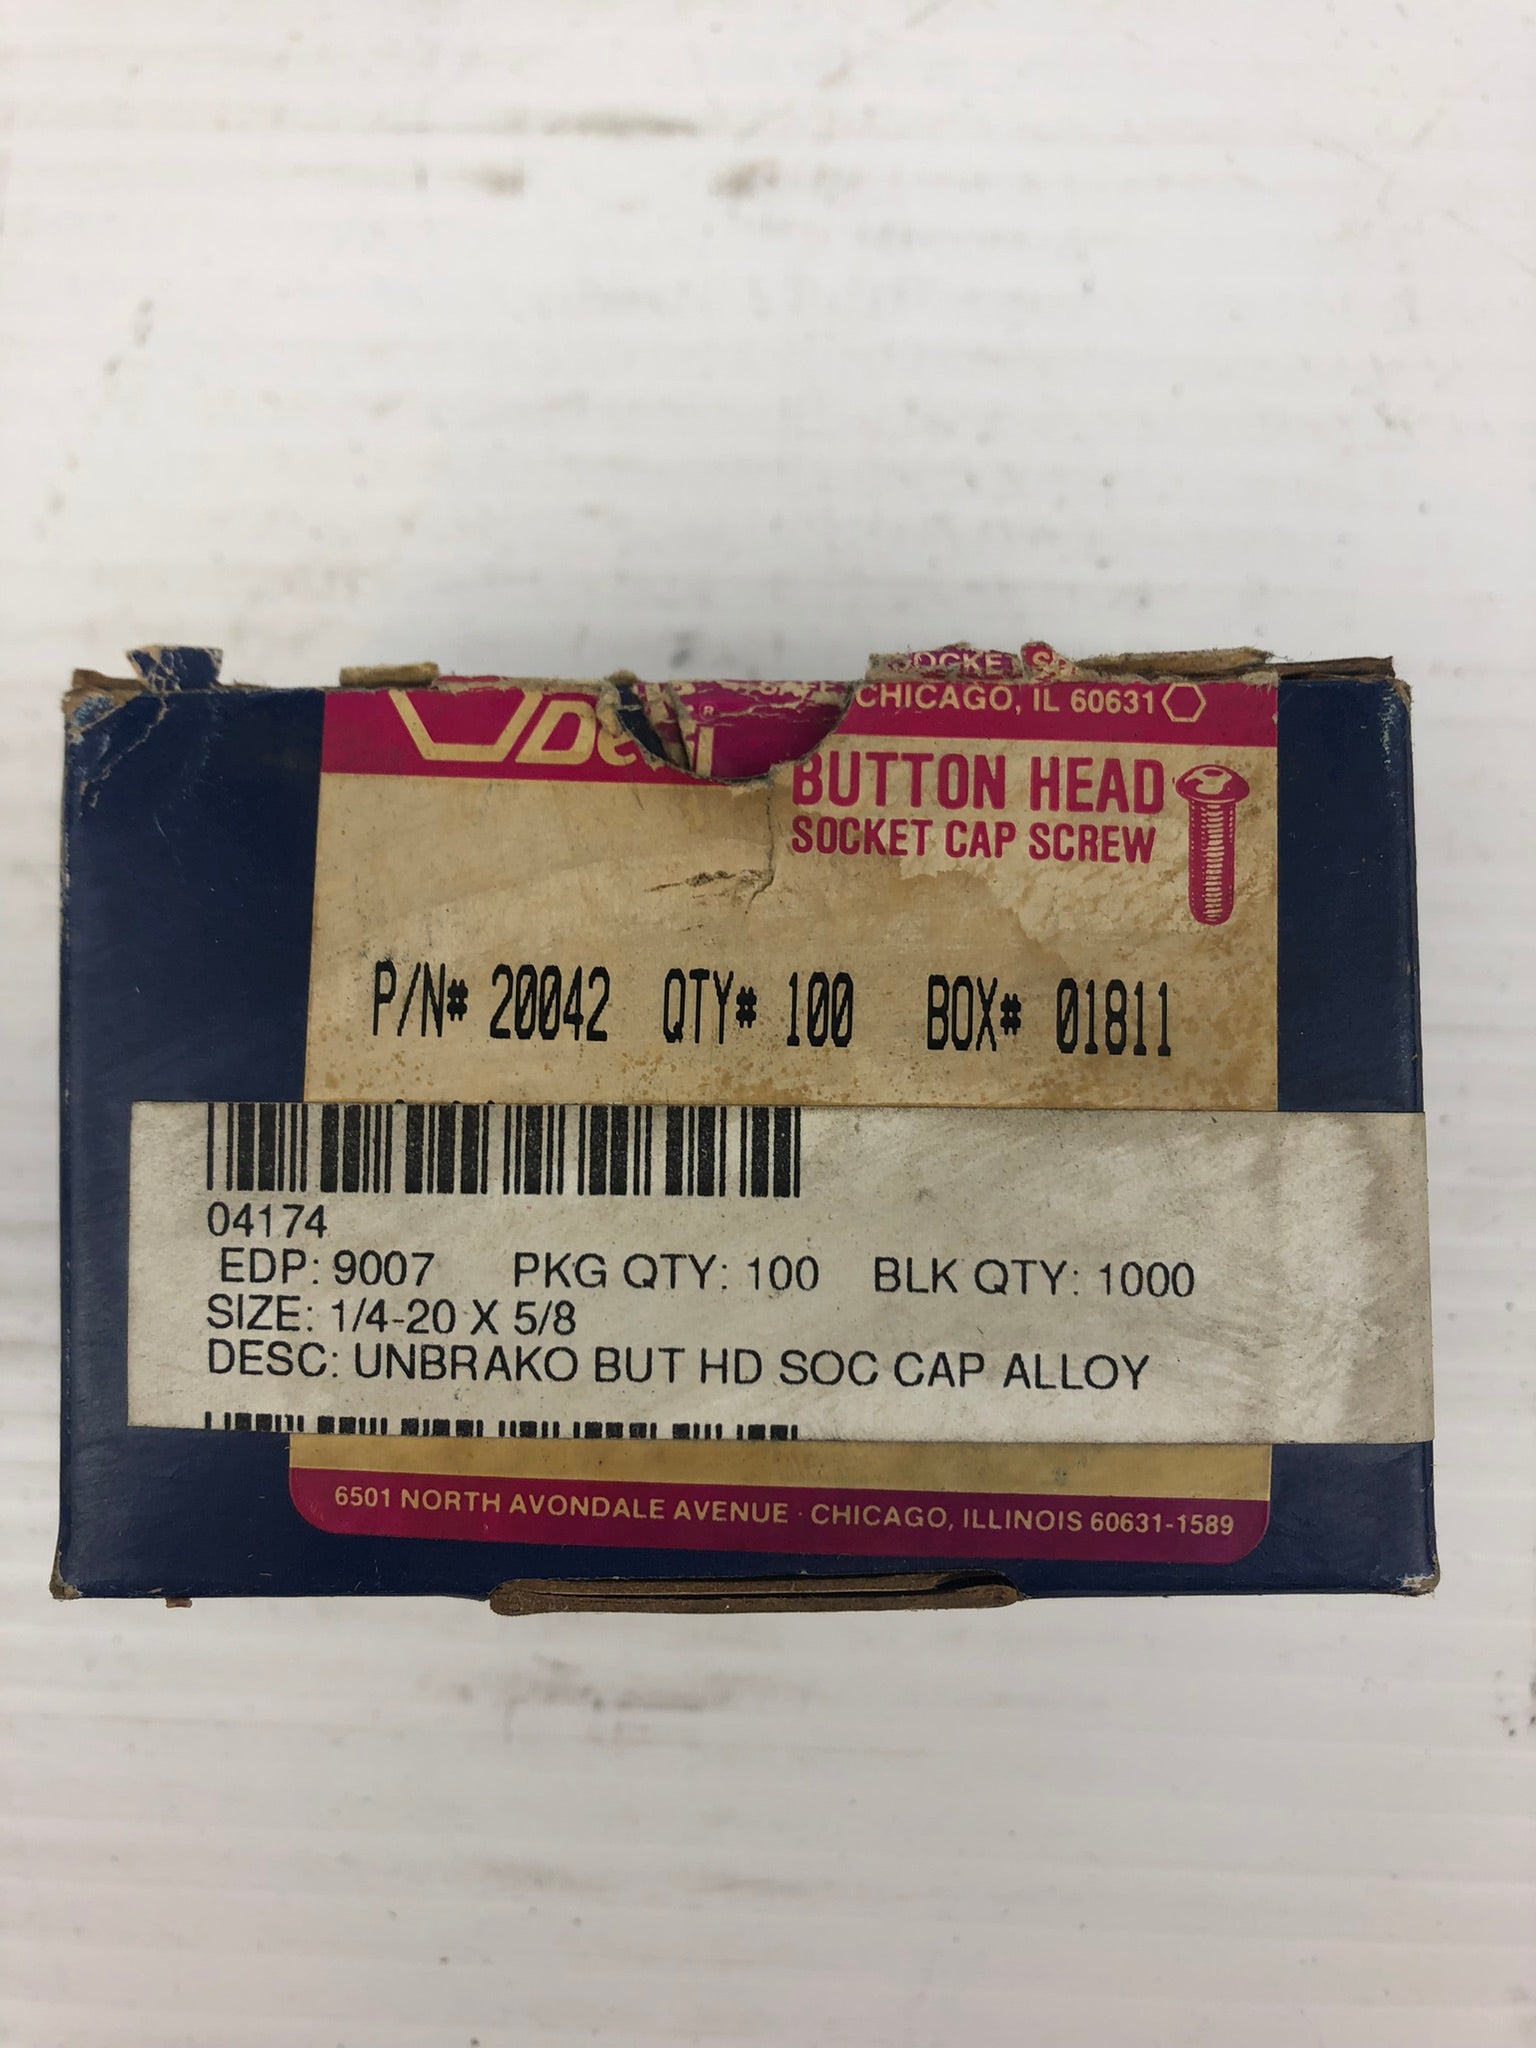 SOCKE
®
CHICAGO, IL 60631
BUTTON HEAD
SOCKET CAP SCREW
P/N# 20042 QTY# 100 BOX# 01811
04174
EDP: 9007 PKG QTY: 100 BLK QTY: 1000
SIZE: 1/4-20 X 5/8
DESC: UNBRAKO BUT HD SOC CAP ALLOY
6501 NORTH AVONDALE AVENUE · CHICAGO, ILLINOIS 60631-1589